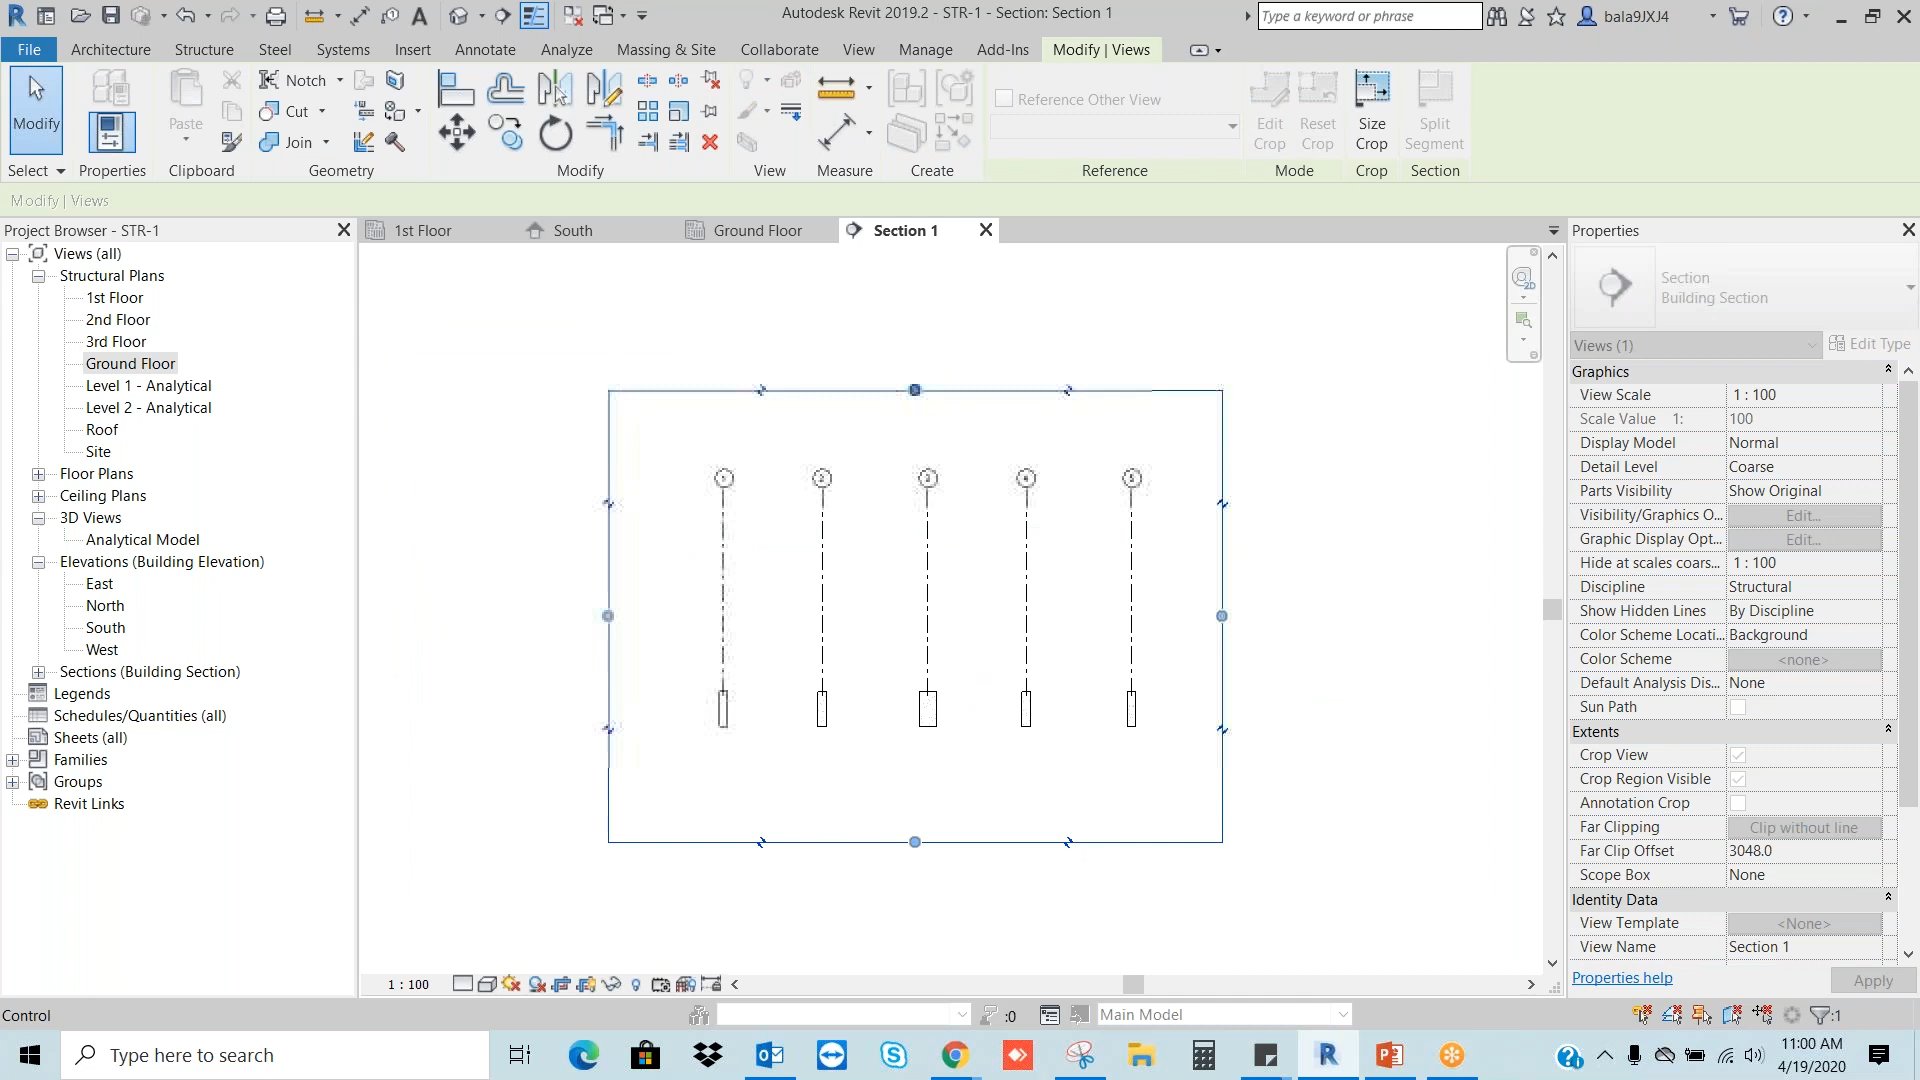 Autodesk Revit 2019.2 - STR-1 - Section: Section 1
Type a keyword or phrase
bala9JXJ4
File Architecture Structure Steel Systems Insert Annotate Analyze Massing & Site Collaborate View Manage Add-Ins Modify | Views
Modify
Paste
Notch
Cut
Join
Reference Other View
Edit Crop
Reset Crop
Size Crop
Split Segment
Select Properties Clipboard Geometry Modify View Measure Create Reference Mode Crop Section
Modify | Views
Project Browser - STR-1
Views (all)
Structural Plans
1st Floor
2nd Floor
3rd Floor
Ground Floor
Level 1 - Analytical
Level 2 - Analytical
Roof
Site
Floor Plans
Ceiling Plans
3D Views
Analytical Model
Elevations (Building Elevation)
East
North
South
West
Sections (Building Section)
Legends
Schedules/Quantities (all)
Sheets (all)
Families
Groups
Revit Links
1st Floor South Ground Floor Section 1
2D
1 2 3 4 5
1 : 100
Properties
Section
Building Section
Views (1) Edit Type
Graphics
View Scale 1 : 100
Scale Value 1: 100
Display Model Normal
Detail Level Coarse
Parts Visibility Show Original
Visibility/Graphics O... Edit...
Graphic Display Opt... Edit...
Hide at scales coars... 1 : 100
Discipline Structural
Show Hidden Lines By Discipline
Color Scheme Locati... Background
Color Scheme <none>
Default Analysis Dis... None
Sun Path
Extents
Crop View
Crop Region Visible
Annotation Crop
Far Clipping Clip without line
Far Clip Offset 3048.0
Scope Box None
Identity Data
View Template <None>
View Name Section 1
Properties help Apply
Control :0 Main Model :1
Type here to search
11:00 AM
4/19/2020